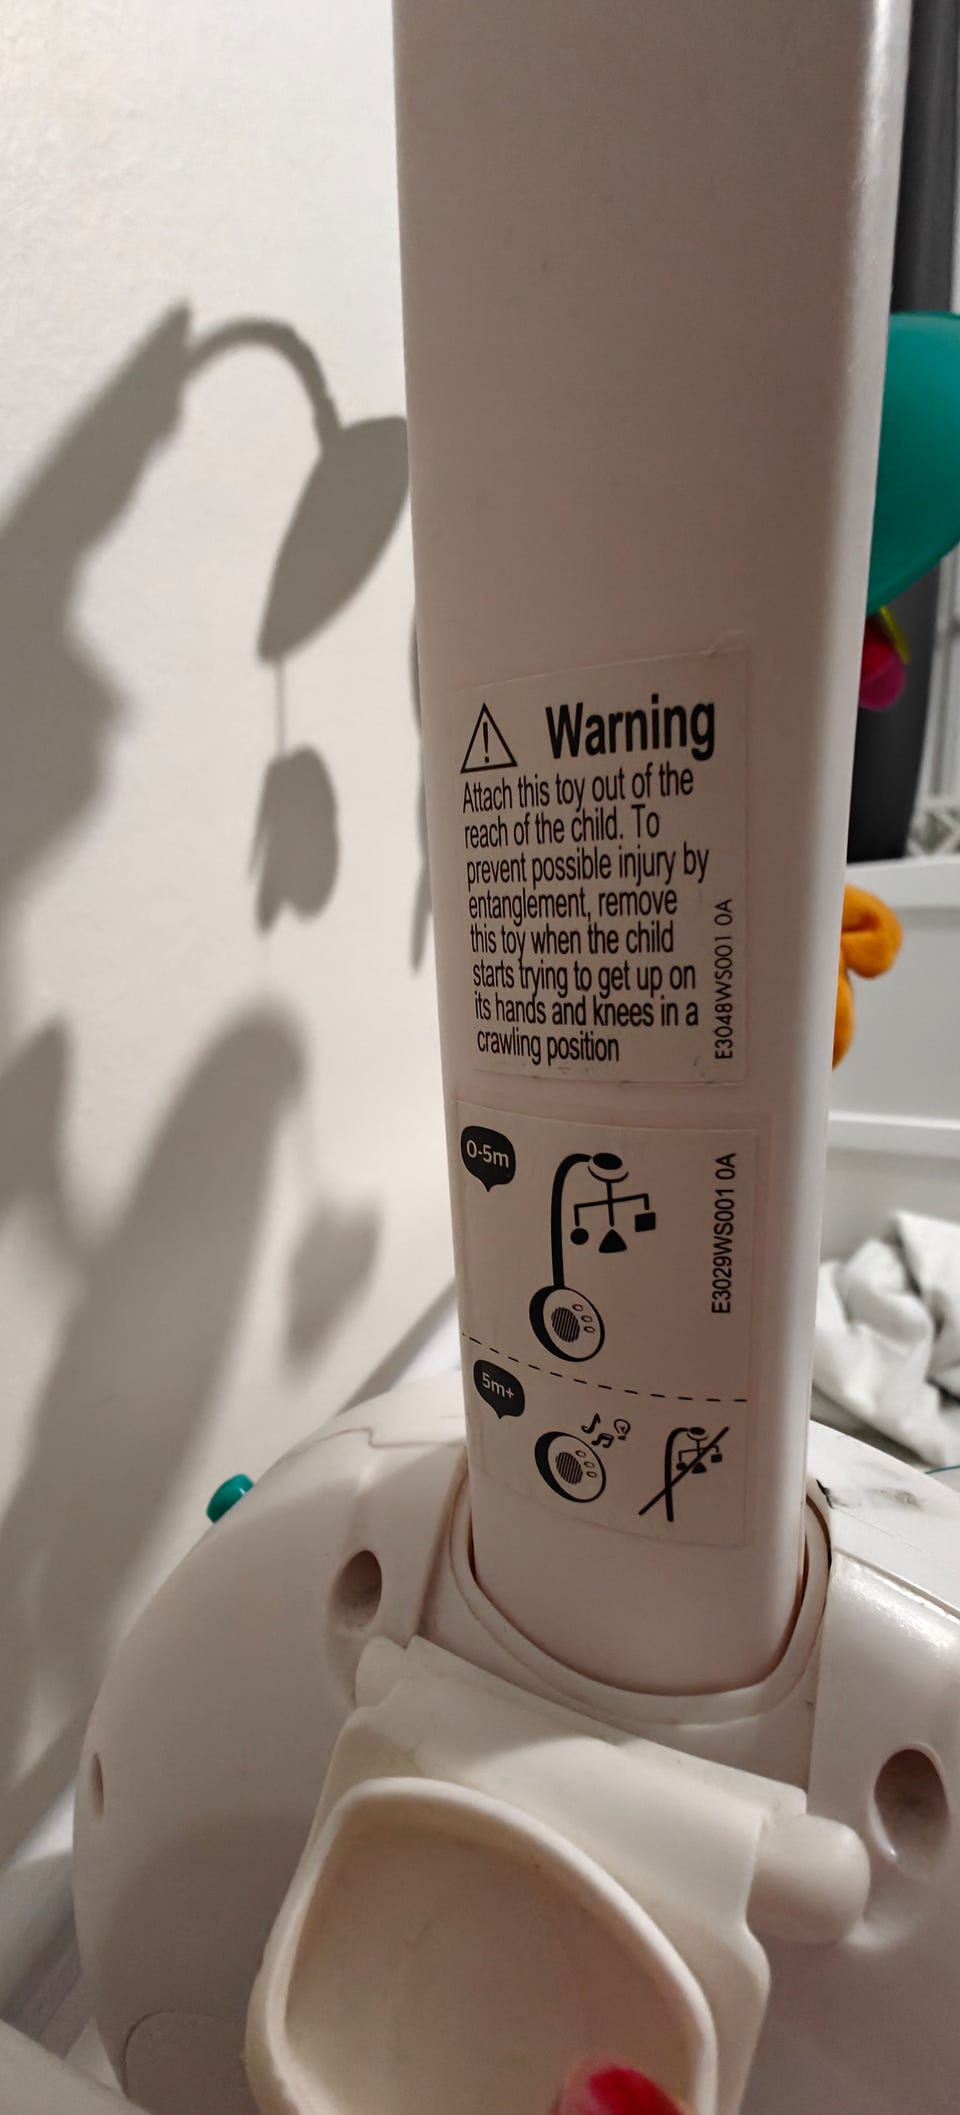 Warning
Attach this toy out of the
reach of the child. To
prevent possible injury by
entanglement, remove
this toy when the child
starts trying to get up on
its hands and knees in a
crawling position
E3048WS001 0A
0-5m
E3029WS001 0A
5m+